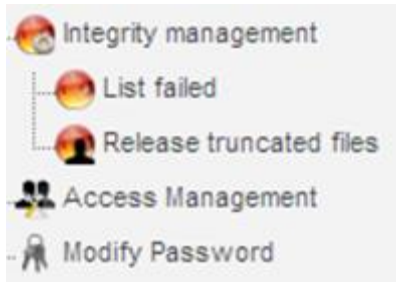 Integrity management
List failed
Release truncated files
Access Management
Modify Password